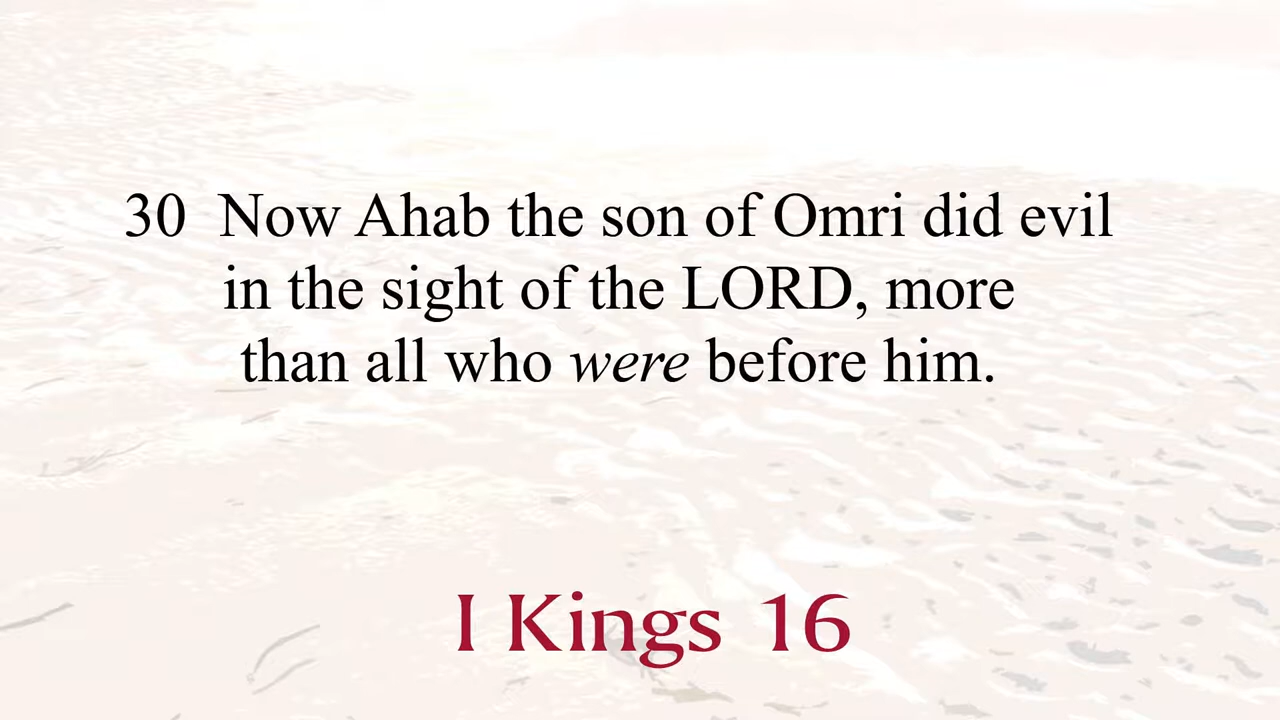 30 Now Ahab the son of Omri did evil
in the sight of the LORD, more
than all who were before him.
I Kings 16